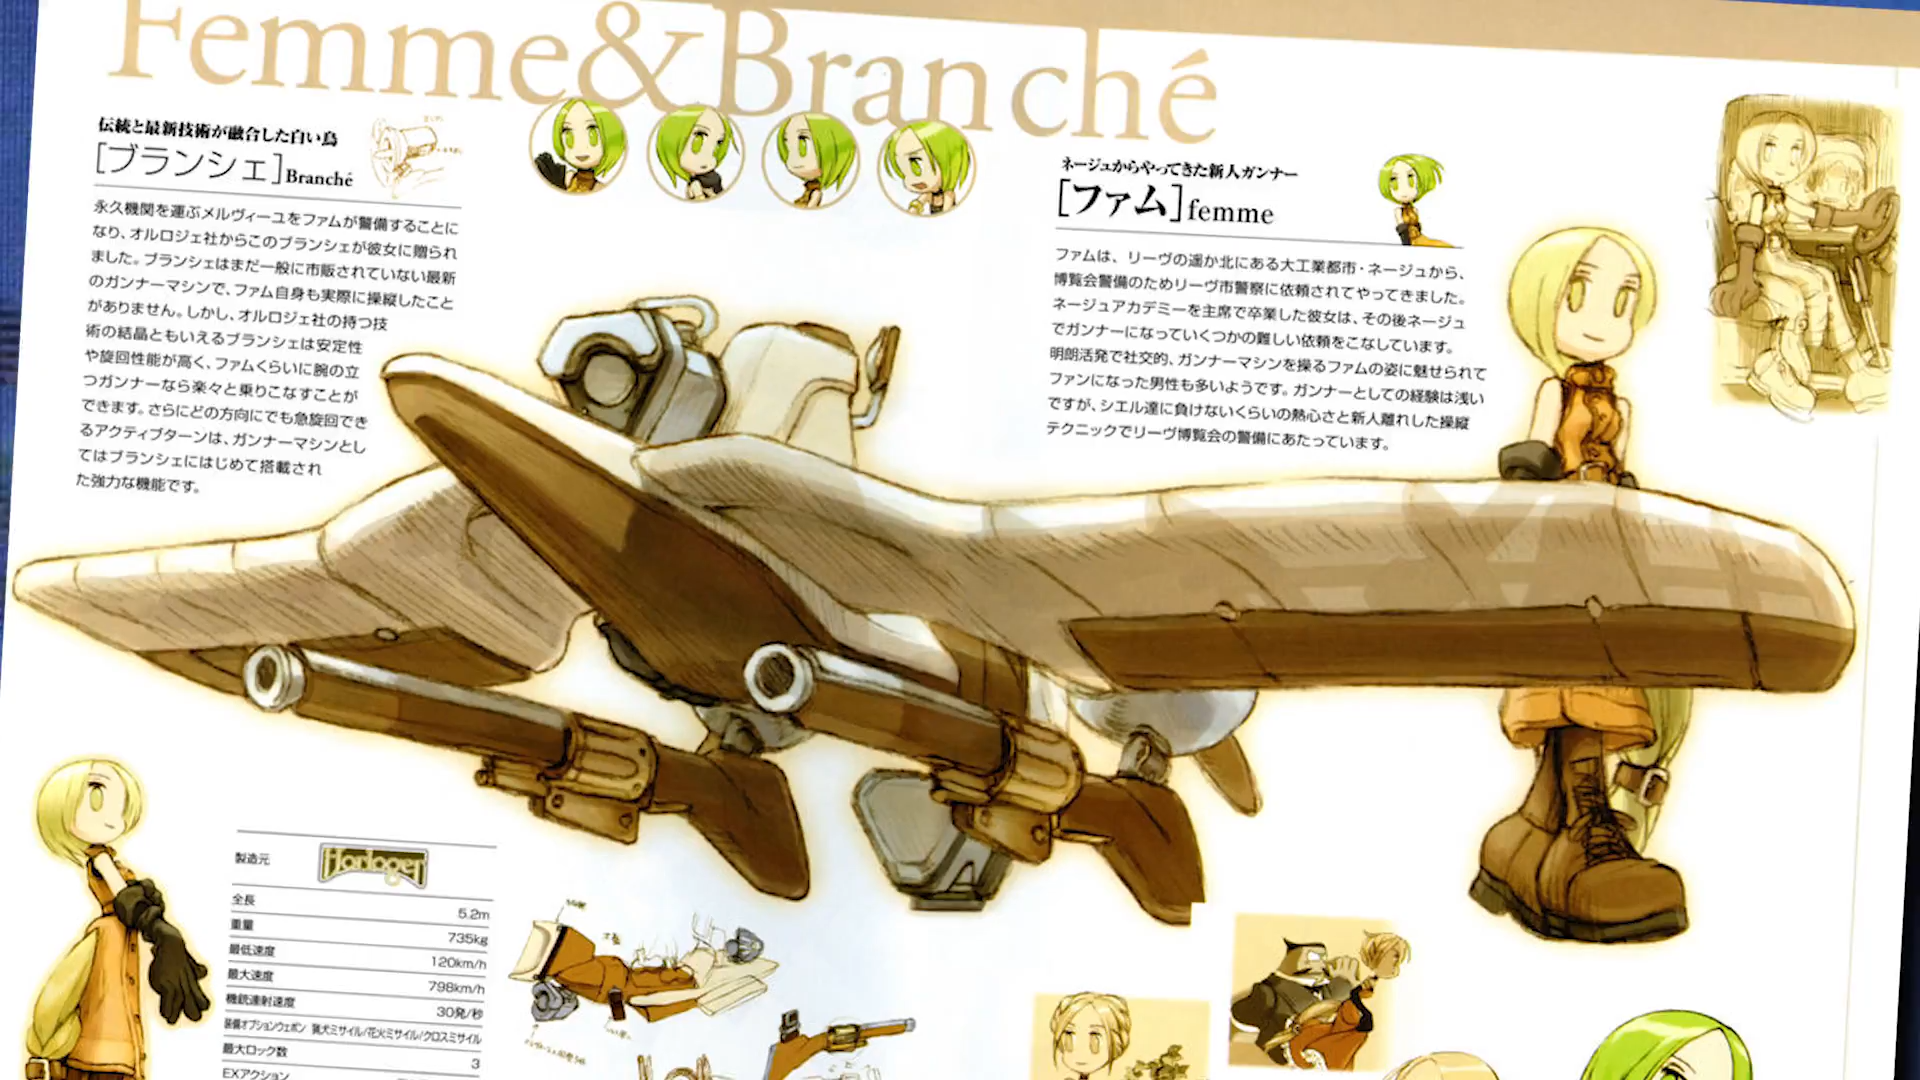 Femme&Branché
伝統と最新技術が融合した白い鳥
[ブランシェ]Branché
永久機関を運ぶメルヴィーユをファムが警備することに
なり、オルロジェ社からこのブランシェが彼女に贈られ
ました。ブランシェはまだ一般に市販されていない最新
のガンナーマシンで、ファム自身も実際に操縦したこと
がありません。しかし、オルロジェ社の持つ技
術の結晶ともいえるブランシェは安定性
や旋回性能が高く、ファムくらいに腕の立
つガンナーなら楽々と乗りこなすことが
できます。さらにどの方向にでも急旋回でき
るアクティブターンは、ガンナーマシンとし
てはブランシェにはじめて搭載され
た強力な機能です。
ネージュからやってきた新人ガンナー
[ファム]femme
ファムは、リーヴの遥か北にある大工業都市・ネージュから、
博覧会警備のためリーヴ市警察に依頼されてやってきました。
ネージュアカデミーを主席で卒業した彼女は、その後ネージュ
でガンナーになっていくつかの難しい依頼をこなしています。
明朗活発で社交的、ガンナーマシンを操るファムの姿に魅せられて
ファンになった男性も多いようです。ガンナーとしての経験は浅い
ですが、シエル達に負けないくらいの熱心さと新人離れした操縦
テクニックでリーヴ博覧会の警備にあたっています。
製造元 Horloger
全長 5.2m
重量 735kg
最低速度 120km/h
最大速度 798km/h
機銃連射速度 30発/秒
装備オプションウェポン 猟犬ミサイル/花火ミサイル/クロスミサイル
最大ロック数 3
EXアクション